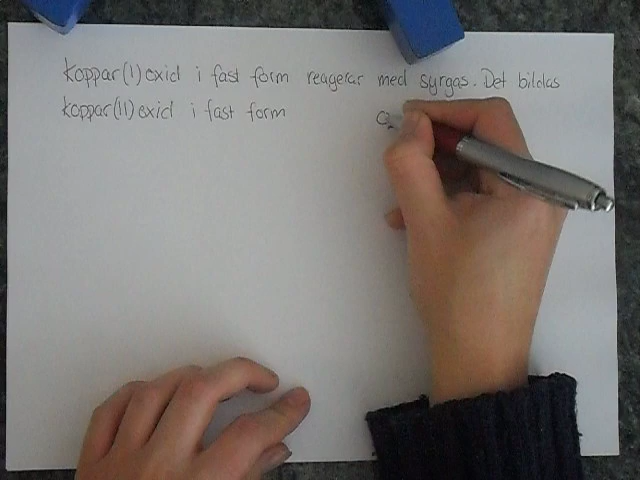 Koppar(I)oxid i fast form reagerar med syrgas. Det bildas
koppar(II)oxid i fast form